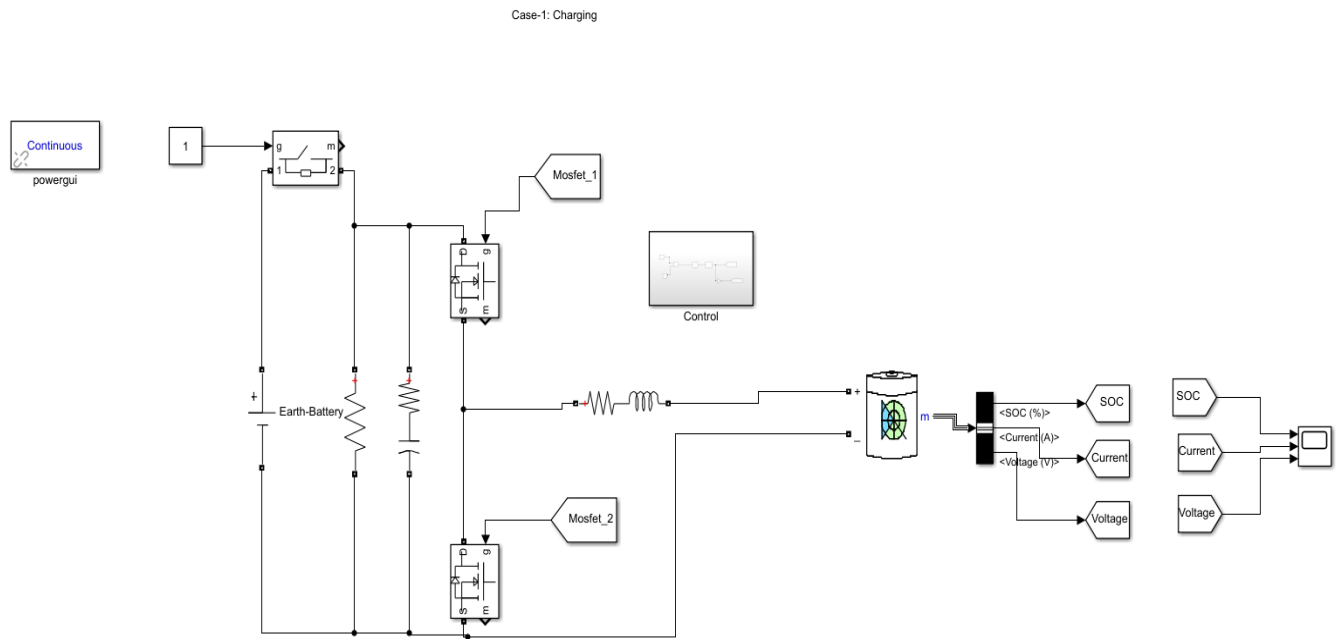 Case-1: Charging
Continuous
powergui
1
g
m
1
2
Mosfet_1
D
g
S
m
Control
Earth-Battery
+
m
_
<SOC (%)>
<Current (A)>
<Voltage (V)>
SOC
Current
Voltage
SOC
Current
Voltage
Mosfet_2
D
g
S
m